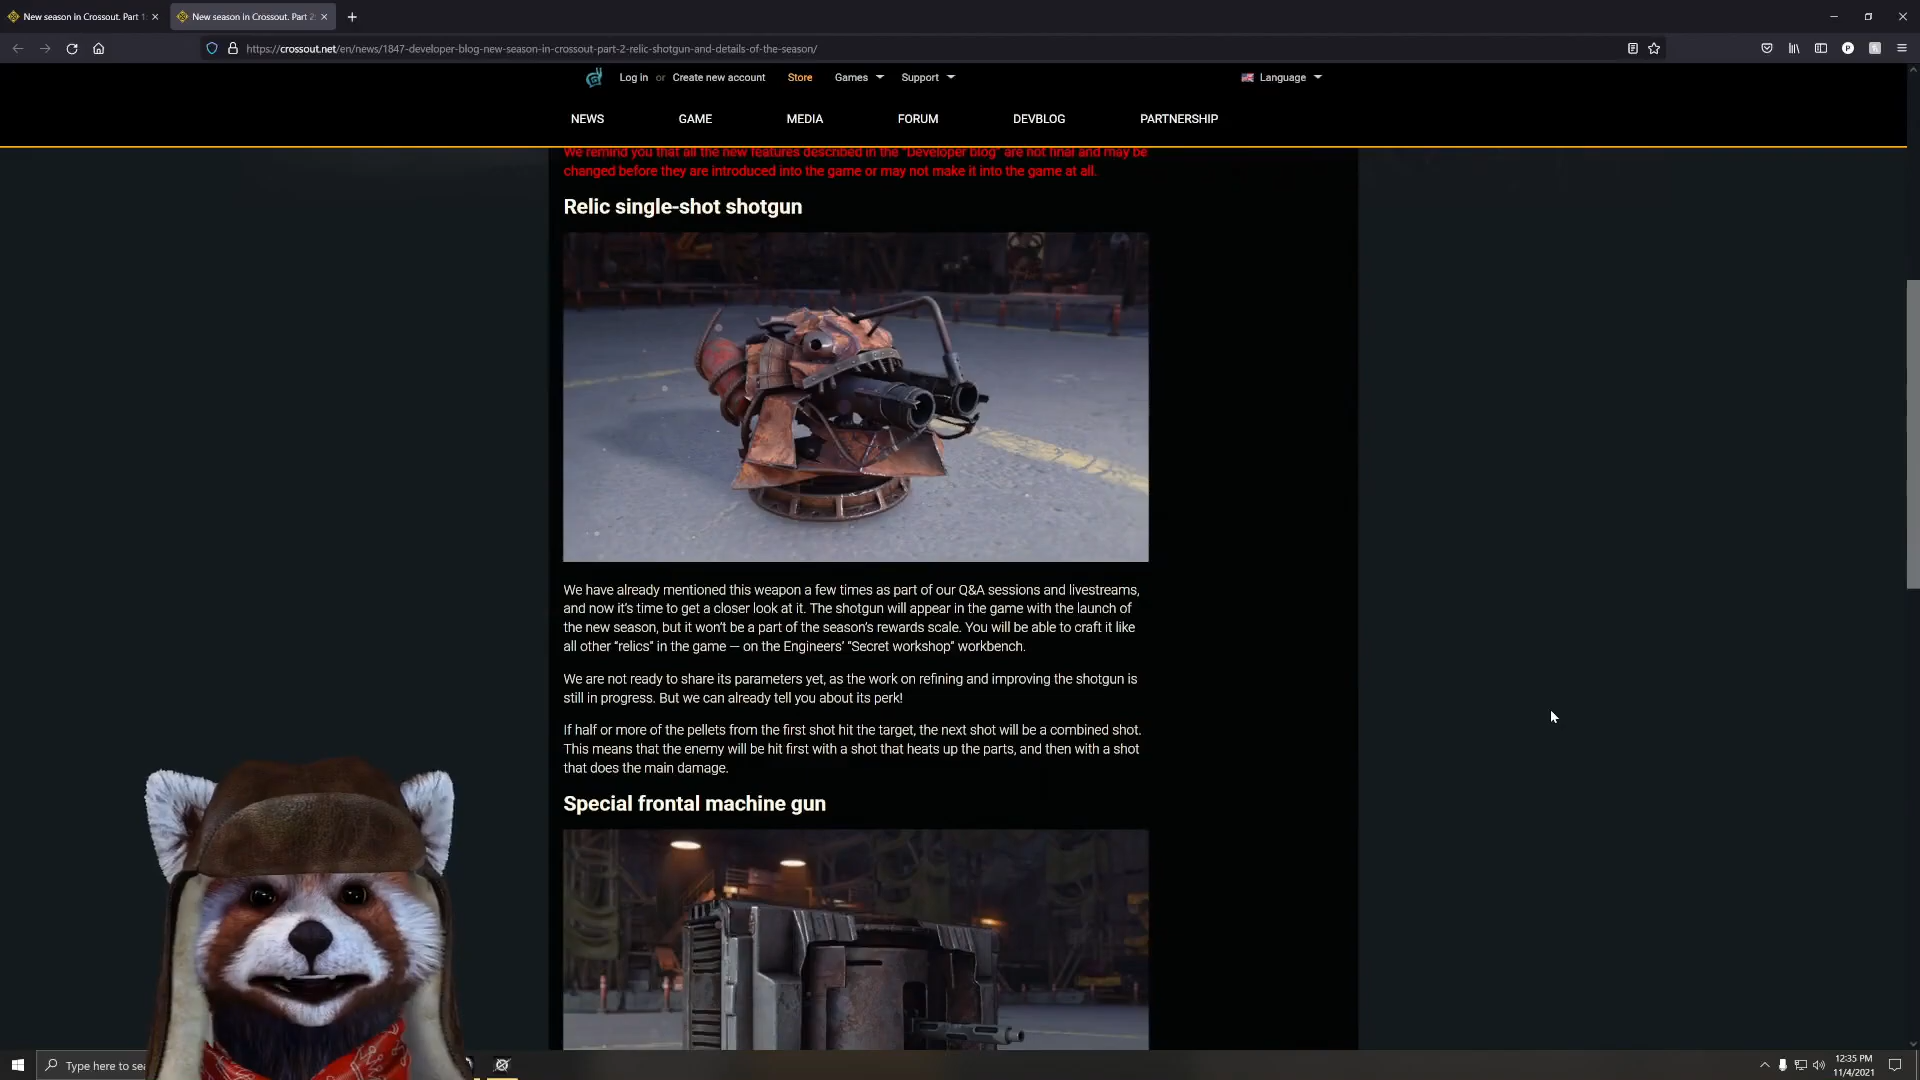 New season in Crossout. Part 1:
New season in Crossout. Part 2:
https://crossout.net/en/news/1847-developer-blog-new-season-in-crossout-part-2-relic-shotgun-and-details-of-the-season/
Log in or Create new account Store Games Support Language
NEWS GAME MEDIA FORUM DEVBLOG PARTNERSHIP
We remind you that all the new features described in the "Developer blog" are not final and may be
changed before they are introduced into the game or may not make it into the game at all.
Relic single-shot shotgun
We have already mentioned this weapon a few times as part of our Q&A sessions and livestreams,
and now it's time to get a closer look at it. The shotgun will appear in the game with the launch of
the new season, but it won't be a part of the season's rewards scale. You will be able to craft it like
all other “relics” in the game — on the Engineers’ “Secret workshop” workbench.
We are not ready to share its parameters yet, as the work on refining and improving the shotgun is
still in progress. But we can already tell you about its perk!
If half or more of the pellets from the first shot hit the target, the next shot will be a combined shot.
This means that the enemy will be hit first with a shot that heats up the parts, and then with a shot
that does the main damage.
Special frontal machine gun
Type here to sea
12:35 PM
11/4/2021